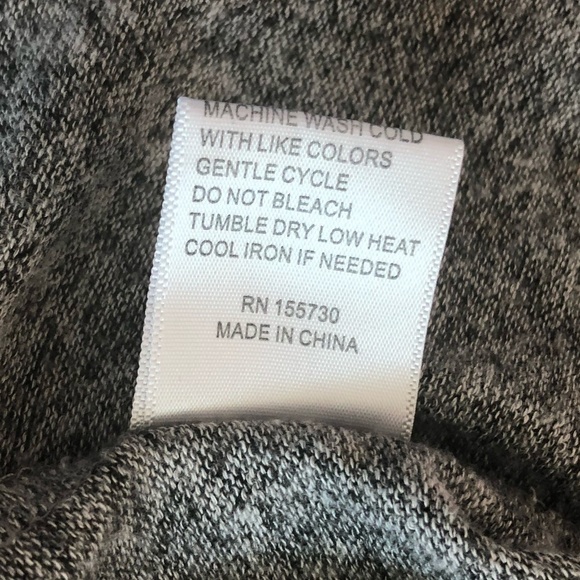 MACHINE WASH COLD
WITH LIKE COLORS
GENTLE CYCLE
DO NOT BLEACH
TUMBLE DRY LOW HEAT
COOL IRON IF NEEDED
RN 155730
MADE IN CHINA